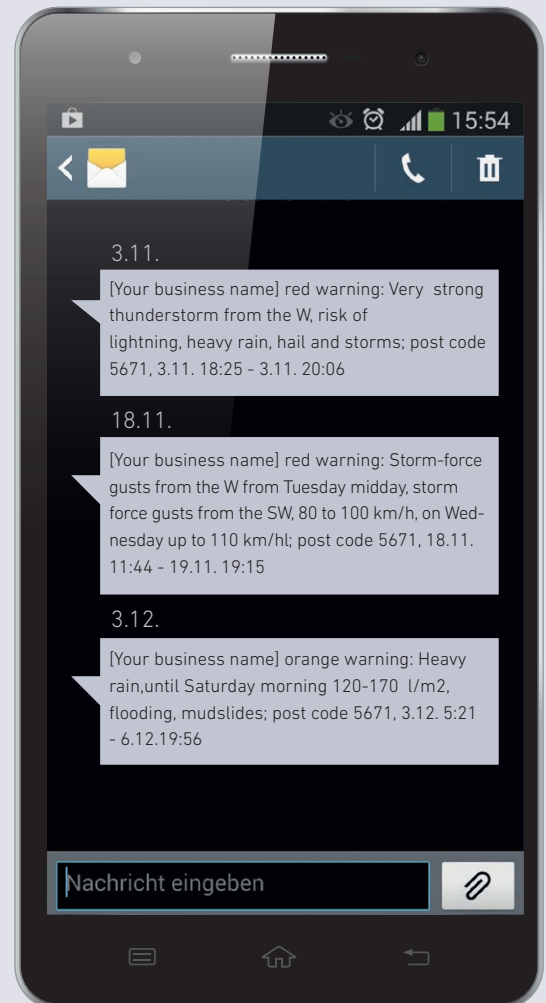 15:54
3.11.
[Your business name] red warning: Very strong
thunderstorm from the W, risk of
lightning, heavy rain, hail and storms; post code
5671, 3.11. 18:25 - 3.11. 20:06
18.11.
[Your business name] red warning: Storm-force
gusts from the W from Tuesday midday, storm
force gusts from the SW, 80 to 100 km/h, on Wed-
nesday up to 110 km/hl; post code 5671, 18.11.
11:44 - 19.11. 19:15
3.12.
[Your business name] orange warning: Heavy
rain,until Saturday morning 120-170 l/m2,
flooding, mudslides; post code 5671, 3.12. 5:21
- 6.12.19:56
Nachricht eingeben